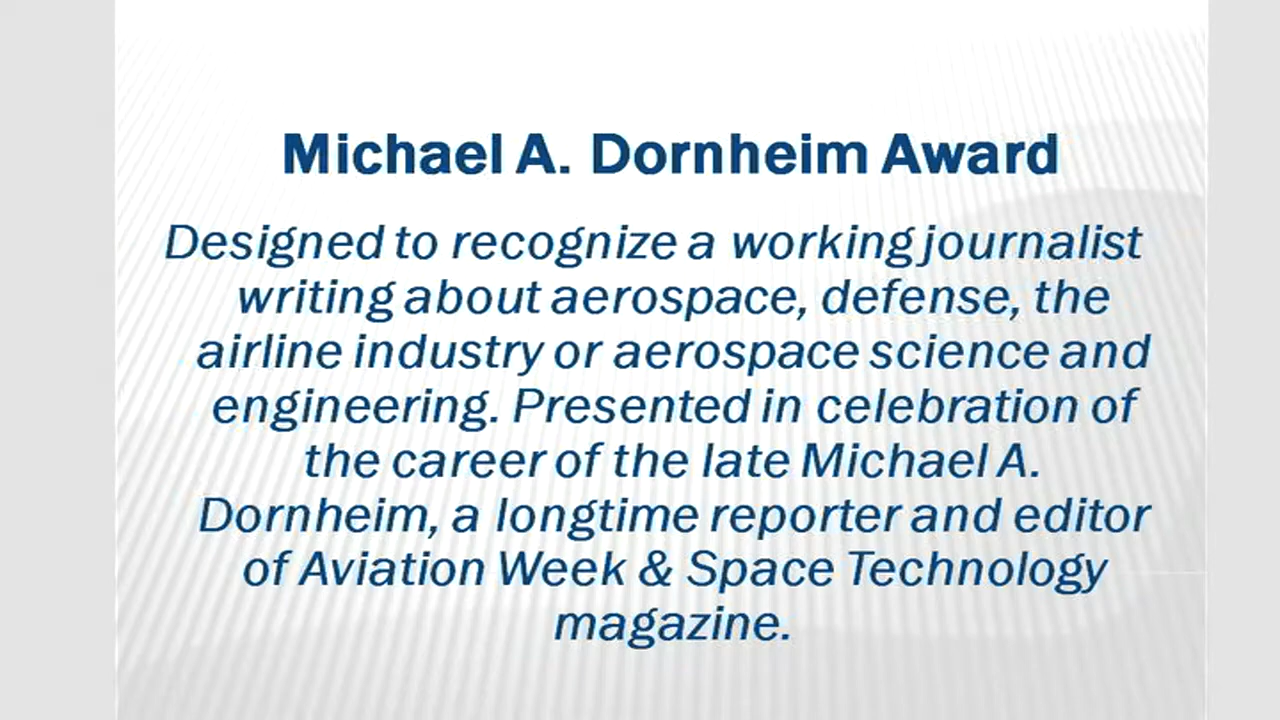 Michael A. Dornheim Award
Designed to recognize a working journalist
writing about aerospace, defense, the
airline industry or aerospace science and
engineering. Presented in celebration of
the career of the late Michael A.
Dornheim, a longtime reporter and editor
of Aviation Week & Space Technology
magazine.